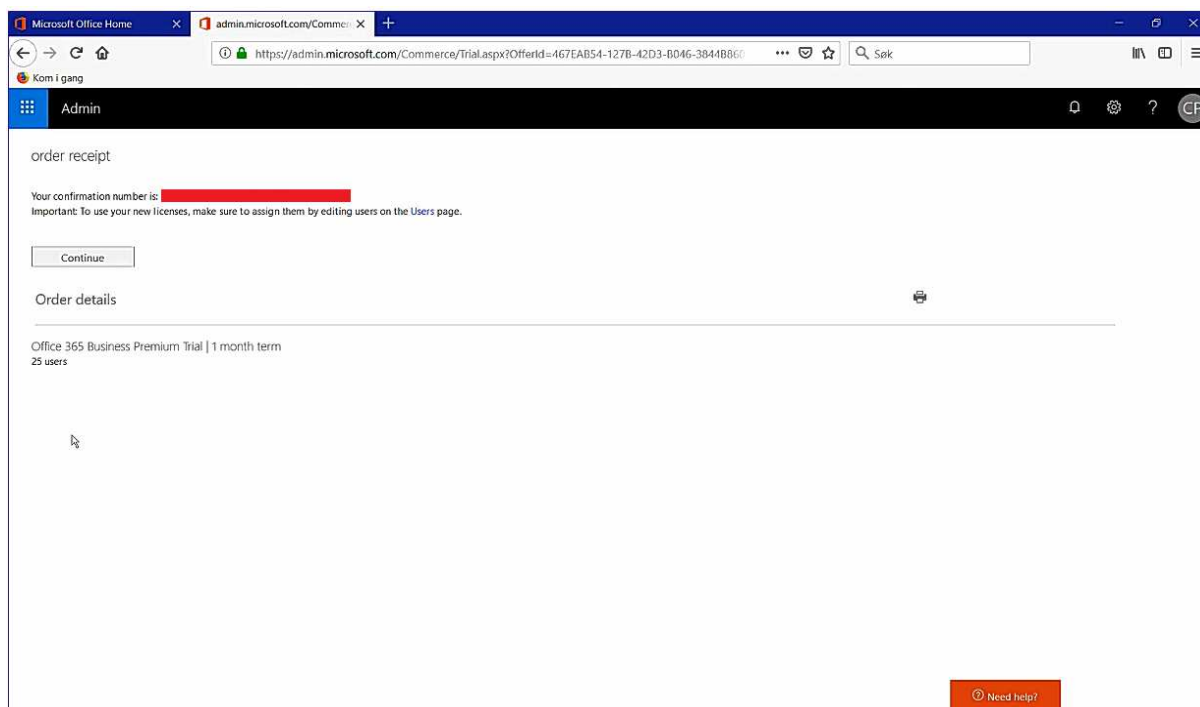 Microsoft Office Home
admin.microsoft.com/Commer
https://admin.microsoft.com/Commerce/Trial.aspx?OfferId=467EAB54-127B-42D3-B046-3844B860
Søk
Kom i gang
Admin
CP
order receipt
Your confirmation number is:
Important: To use your new licenses, make sure to assign them by editing users on the Users page.
Continue
Order details
Office 365 Business Premium Trial | 1 month term
25 users
Need help?